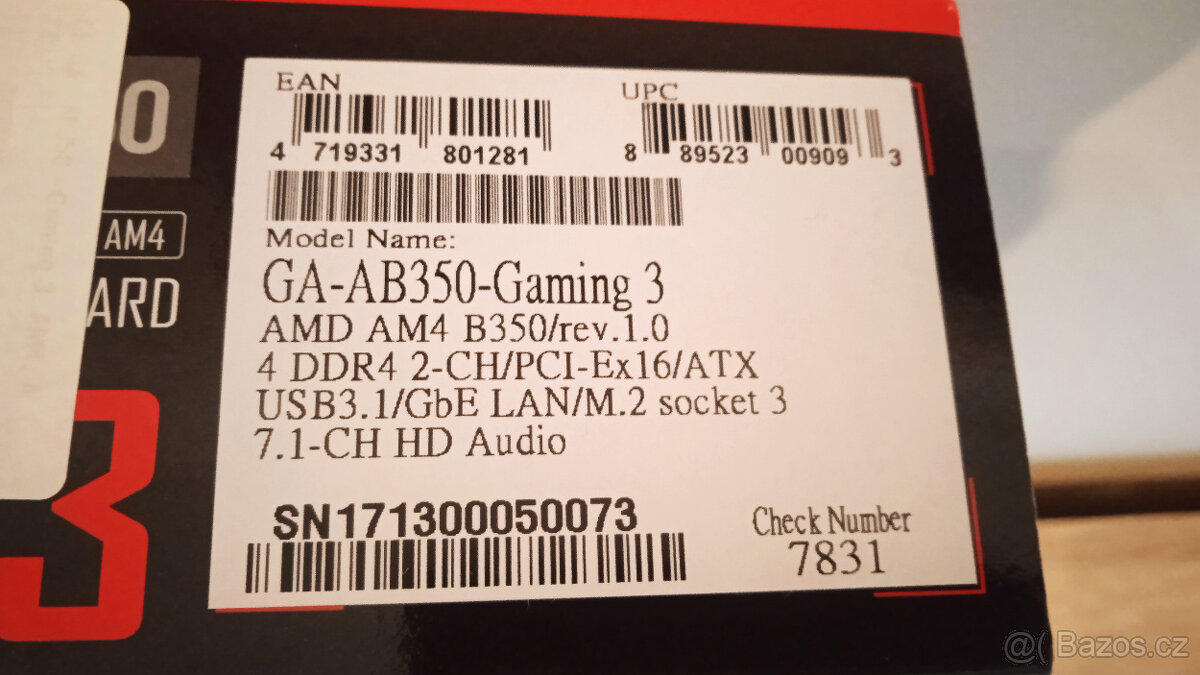 EAN
UPC
4 719331 801281
8 89523 00909 3
0
AM4
ARD
3
Model Name:
GA-AB350-Gaming 3
AMD AM4 B350/rev.1.0
4 DDR4 2-CH/PCI-Ex16/ATX
USB3.1/GbE LAN/M.2 socket 3
7.1-CH HD Audio
SN171300050073
Check Number
7831
@( Bazos.cz